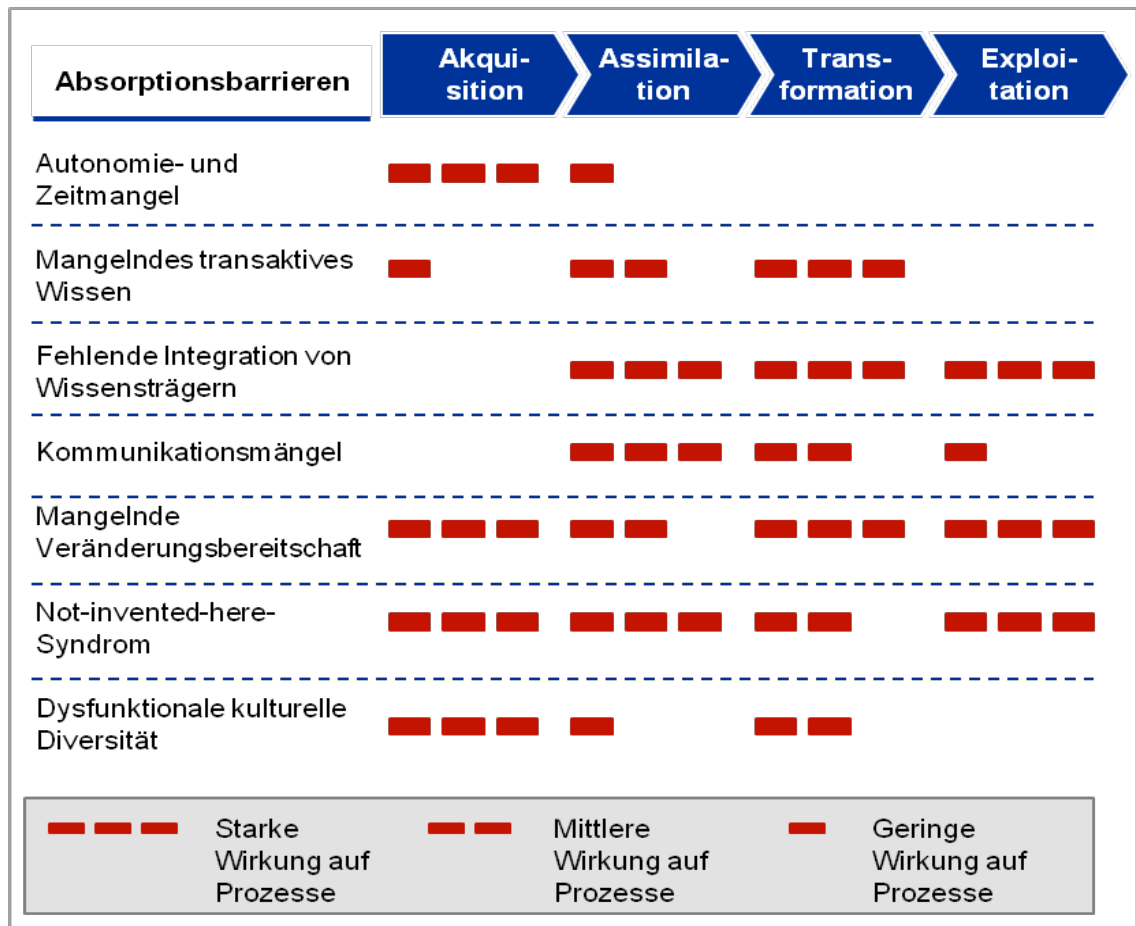 Absorptionsbarrieren
Akqui-
sition
Assimila-
tion
Trans-
formation
Exploi-
tation
Autonomie- und
Zeitmangel
Mangelndes transaktives
Wissen
Fehlende Integration von
Wissensträgern
Kommunikationsmängel
Mangelnde
Veränderungsbereitschaft
Not-invented-here-
Syndrom
Dysfunktionale kulturelle
Diversität
Starke
Wirkung auf
Prozesse
Mittlere
Wirkung auf
Prozesse
Geringe
Wirkung auf
Prozesse